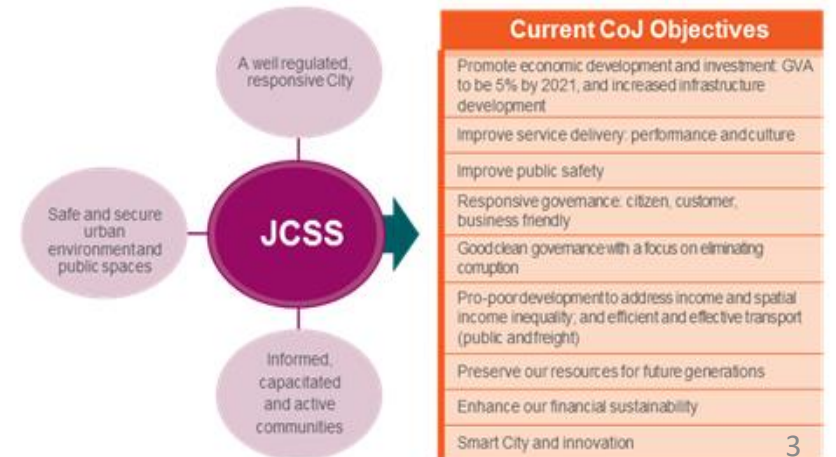 A well regulated,
responsive City
Safe and secure
urban
environmentand
public spaces
JCSS
Informed,
capacitated
and active
communities
Current CoJ Objectives
Promote economic development and investment: GVA
to be 5% by 2021, and increased infrastructure
development
Improve service delivery: performance and culture
Improve public safety
Responsive governance: citizen, customer,
business friendly
Good clean governance with a focus on eliminating
corruption
Pro-poor development to address income and spatial
income inequality; and efficient and effective transport
(public and freight)
Preserve our resources for future generations
Enhance our financial sustainability
Smart City and innovation
3